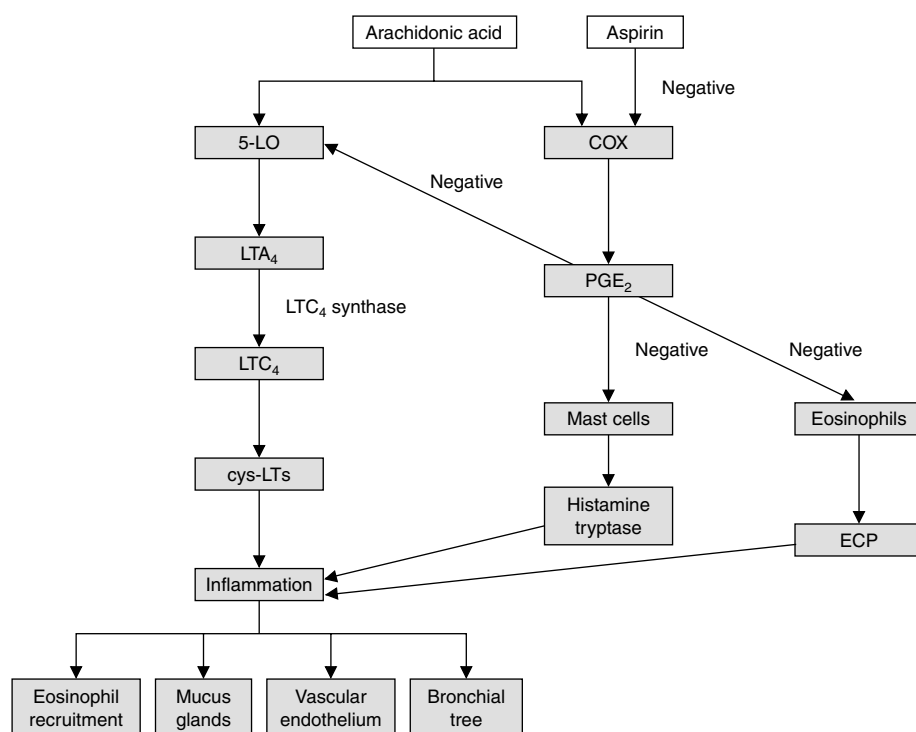 Arachidonic acid
Aspirin
Negative
5-LO
COX
Negative
LTA₄
PGE₂
LTC₄ synthase
Negative
Negative
LTC₄
Mast cells
Eosinophils
cys-LTs
Histamine
tryptase
ECP
Inflammation
Eosinophil
recruitment
Mucus
glands
Vascular
endothelium
Bronchial
tree